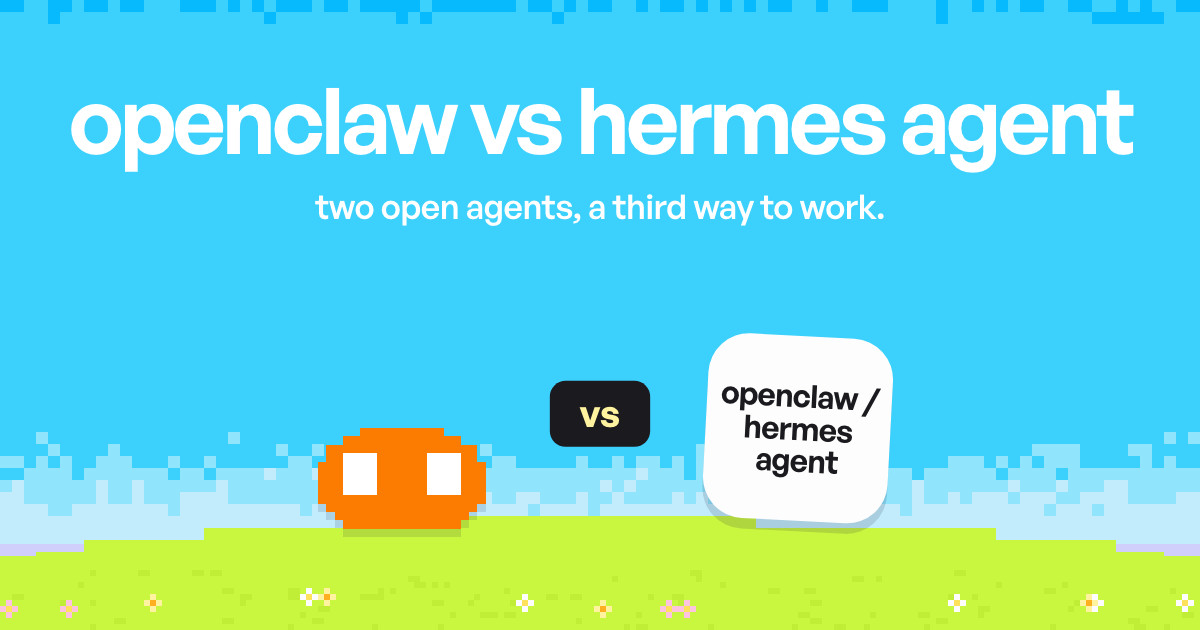 openclaw vs hermes agent
two open agents, a third way to work.
vs
openclaw /
hermes
agent